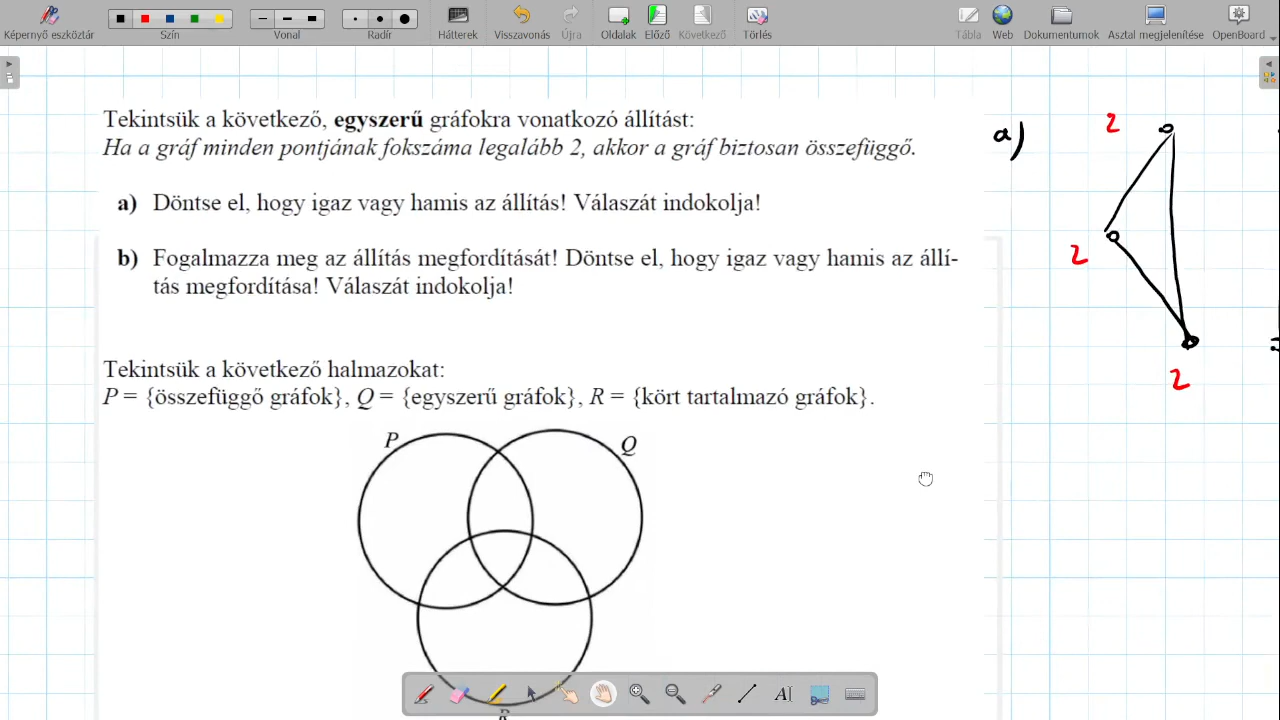 Képernyő eszköztár
Szín
Vonal
Radír
Hátterek
Visszavonás
Újra
Oldalak
Előző
Következő
Törlés
Tábla
Web
Dokumentumok
Asztal megjelenítése
OpenBoard
Tekintsük a következő, egyszerű gráfokra vonatkozó állítást:
Ha a gráf minden pontjának fokszáma legalább 2, akkor a gráf biztosan összefüggő.
a) Döntse el, hogy igaz vagy hamis az állítás! Válaszát indokolja!
b) Fogalmazza meg az állítás megfordítását! Döntse el, hogy igaz vagy hamis az állí-
tás megfordítása! Válaszát indokolja!
Tekintsük a következő halmazokat:
P = {összefüggő gráfok}, Q = {egyszerű gráfok}, R = {kört tartalmazó gráfok}.
P
Q
R
a)
2
2
2